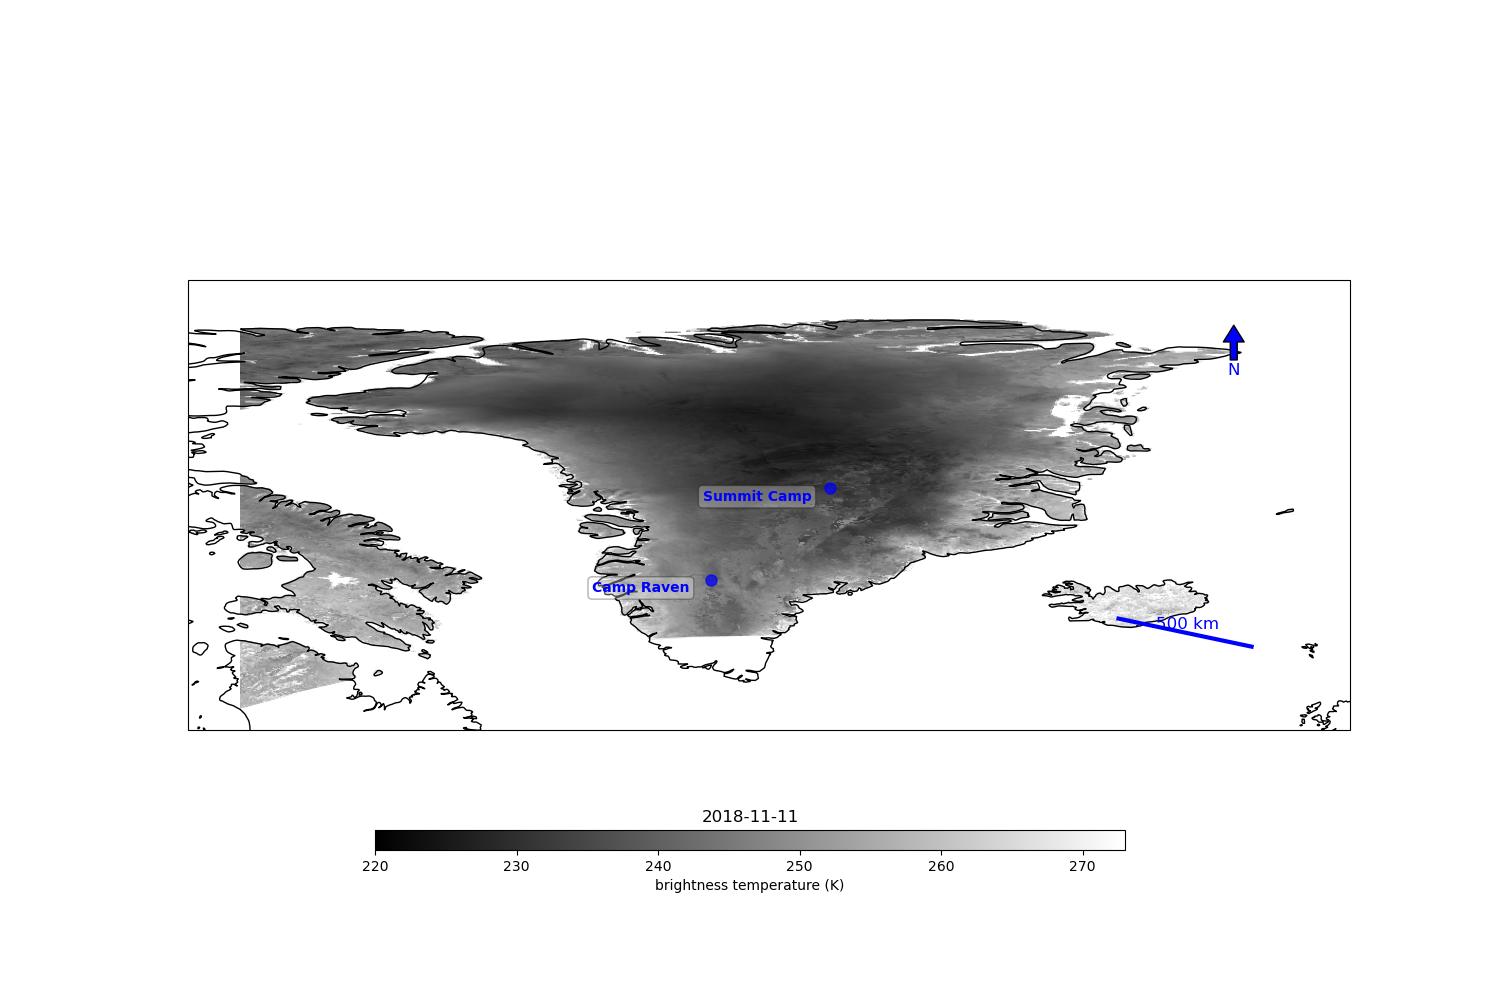 N
Summit Camp
Camp Raven
500 km
2018-11-11
220 230 240 250 260 270
brightness temperature (K)